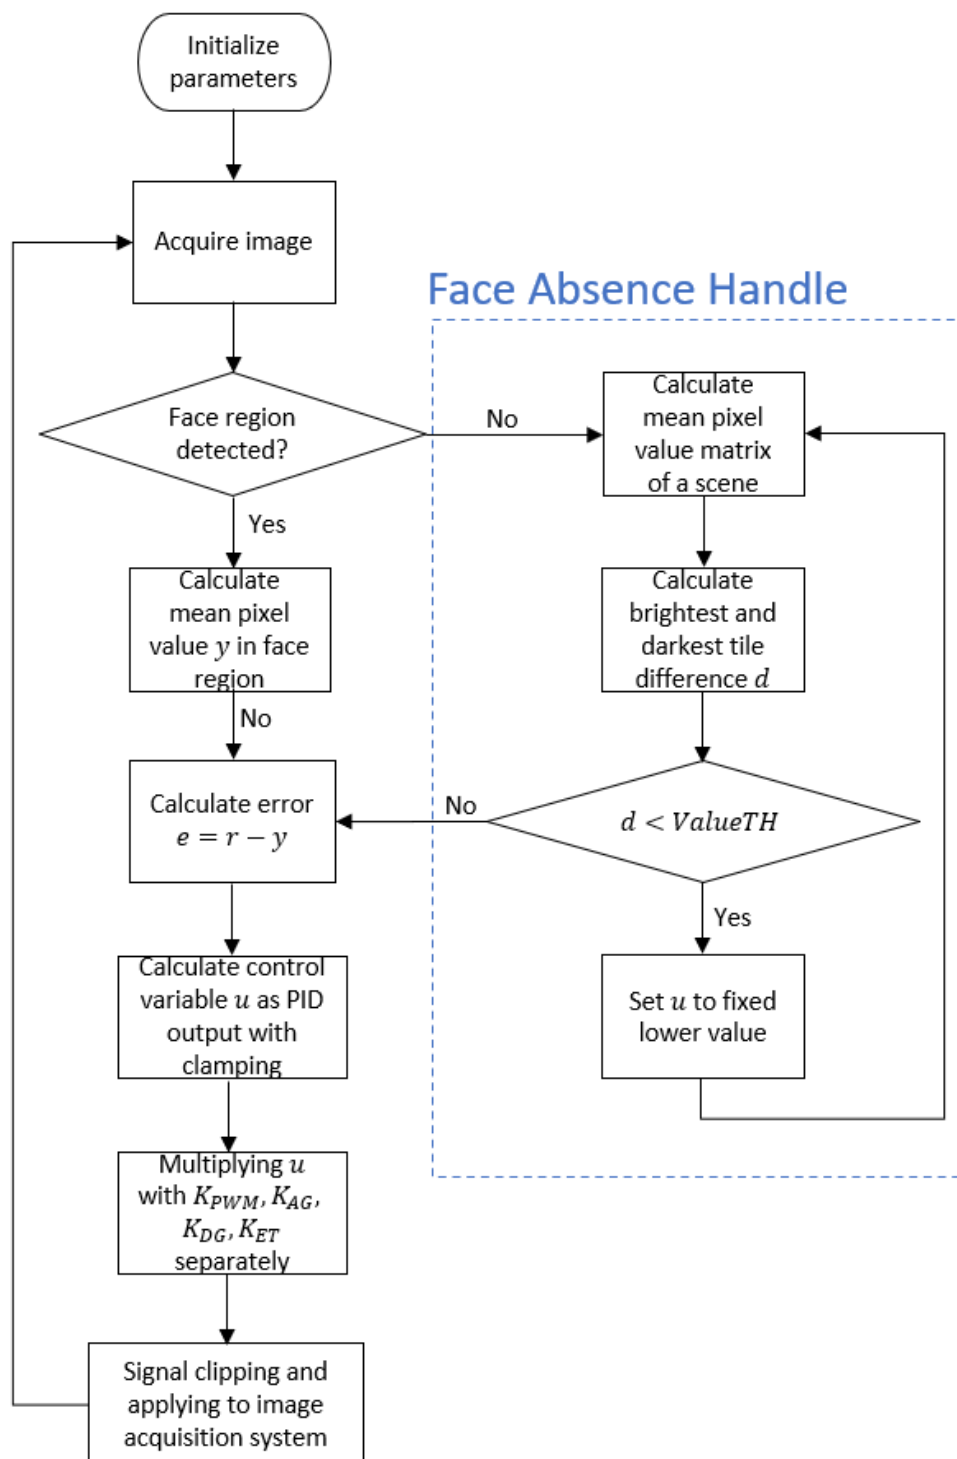 Initialize
parameters
Acquire image
Face Absence Handle
Face region
detected?
No
Calculate
mean pixel
value matrix
of a scene
Yes
Calculate
mean pixel
value y in face
region
Calculate
brightest and
darkest tile
difference d
No
Calculate error
e = r − y
No
d < ValueTH
Yes
Calculate control
variable u as PID
output with
clamping
Set u to fixed
lower value
Multiplying u
with K_PWM, K_AG,
K_DG, K_ET
separately
Signal clipping and
applying to image
acquisition system